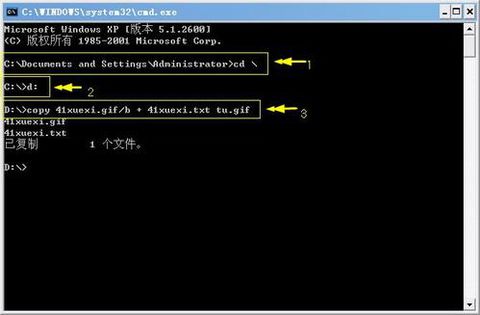 C:\WINDOWS\system32\cmd.exe
Microsoft Windows XP [版本 5.1.2600]
(C) 版权所有 1985-2001 Microsoft Corp.
C:\Documents and Settings\Administrator>cd \
1
C:\>d:
2
D:\>copy 41xuexi.gif/b + 41xuexi.txt tu.gif
3
41xuexi.gif
41xuexi.txt
已复制         1 个文件。
D:\>